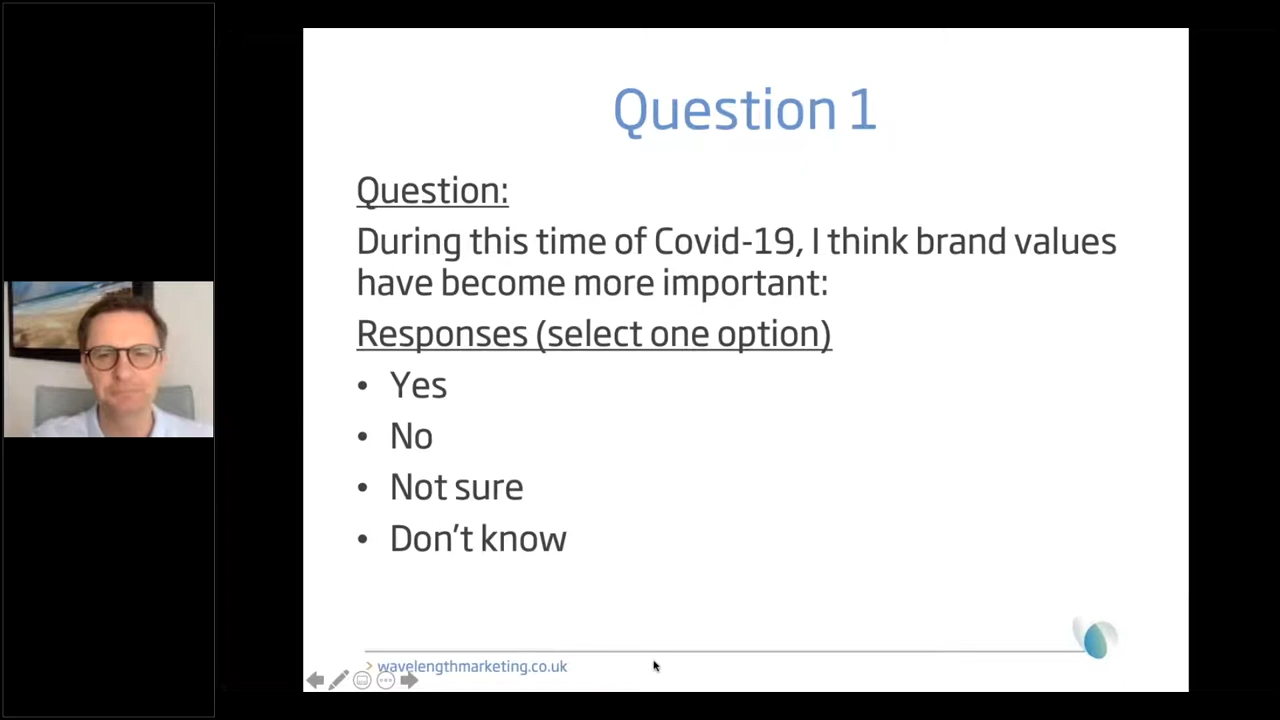 Question 1
Question:
During this time of Covid-19, I think brand values
have become more important:
Responses (select one option)
• Yes
• No
• Not sure
• Don’t know
> wavelengthmarketing.co.uk